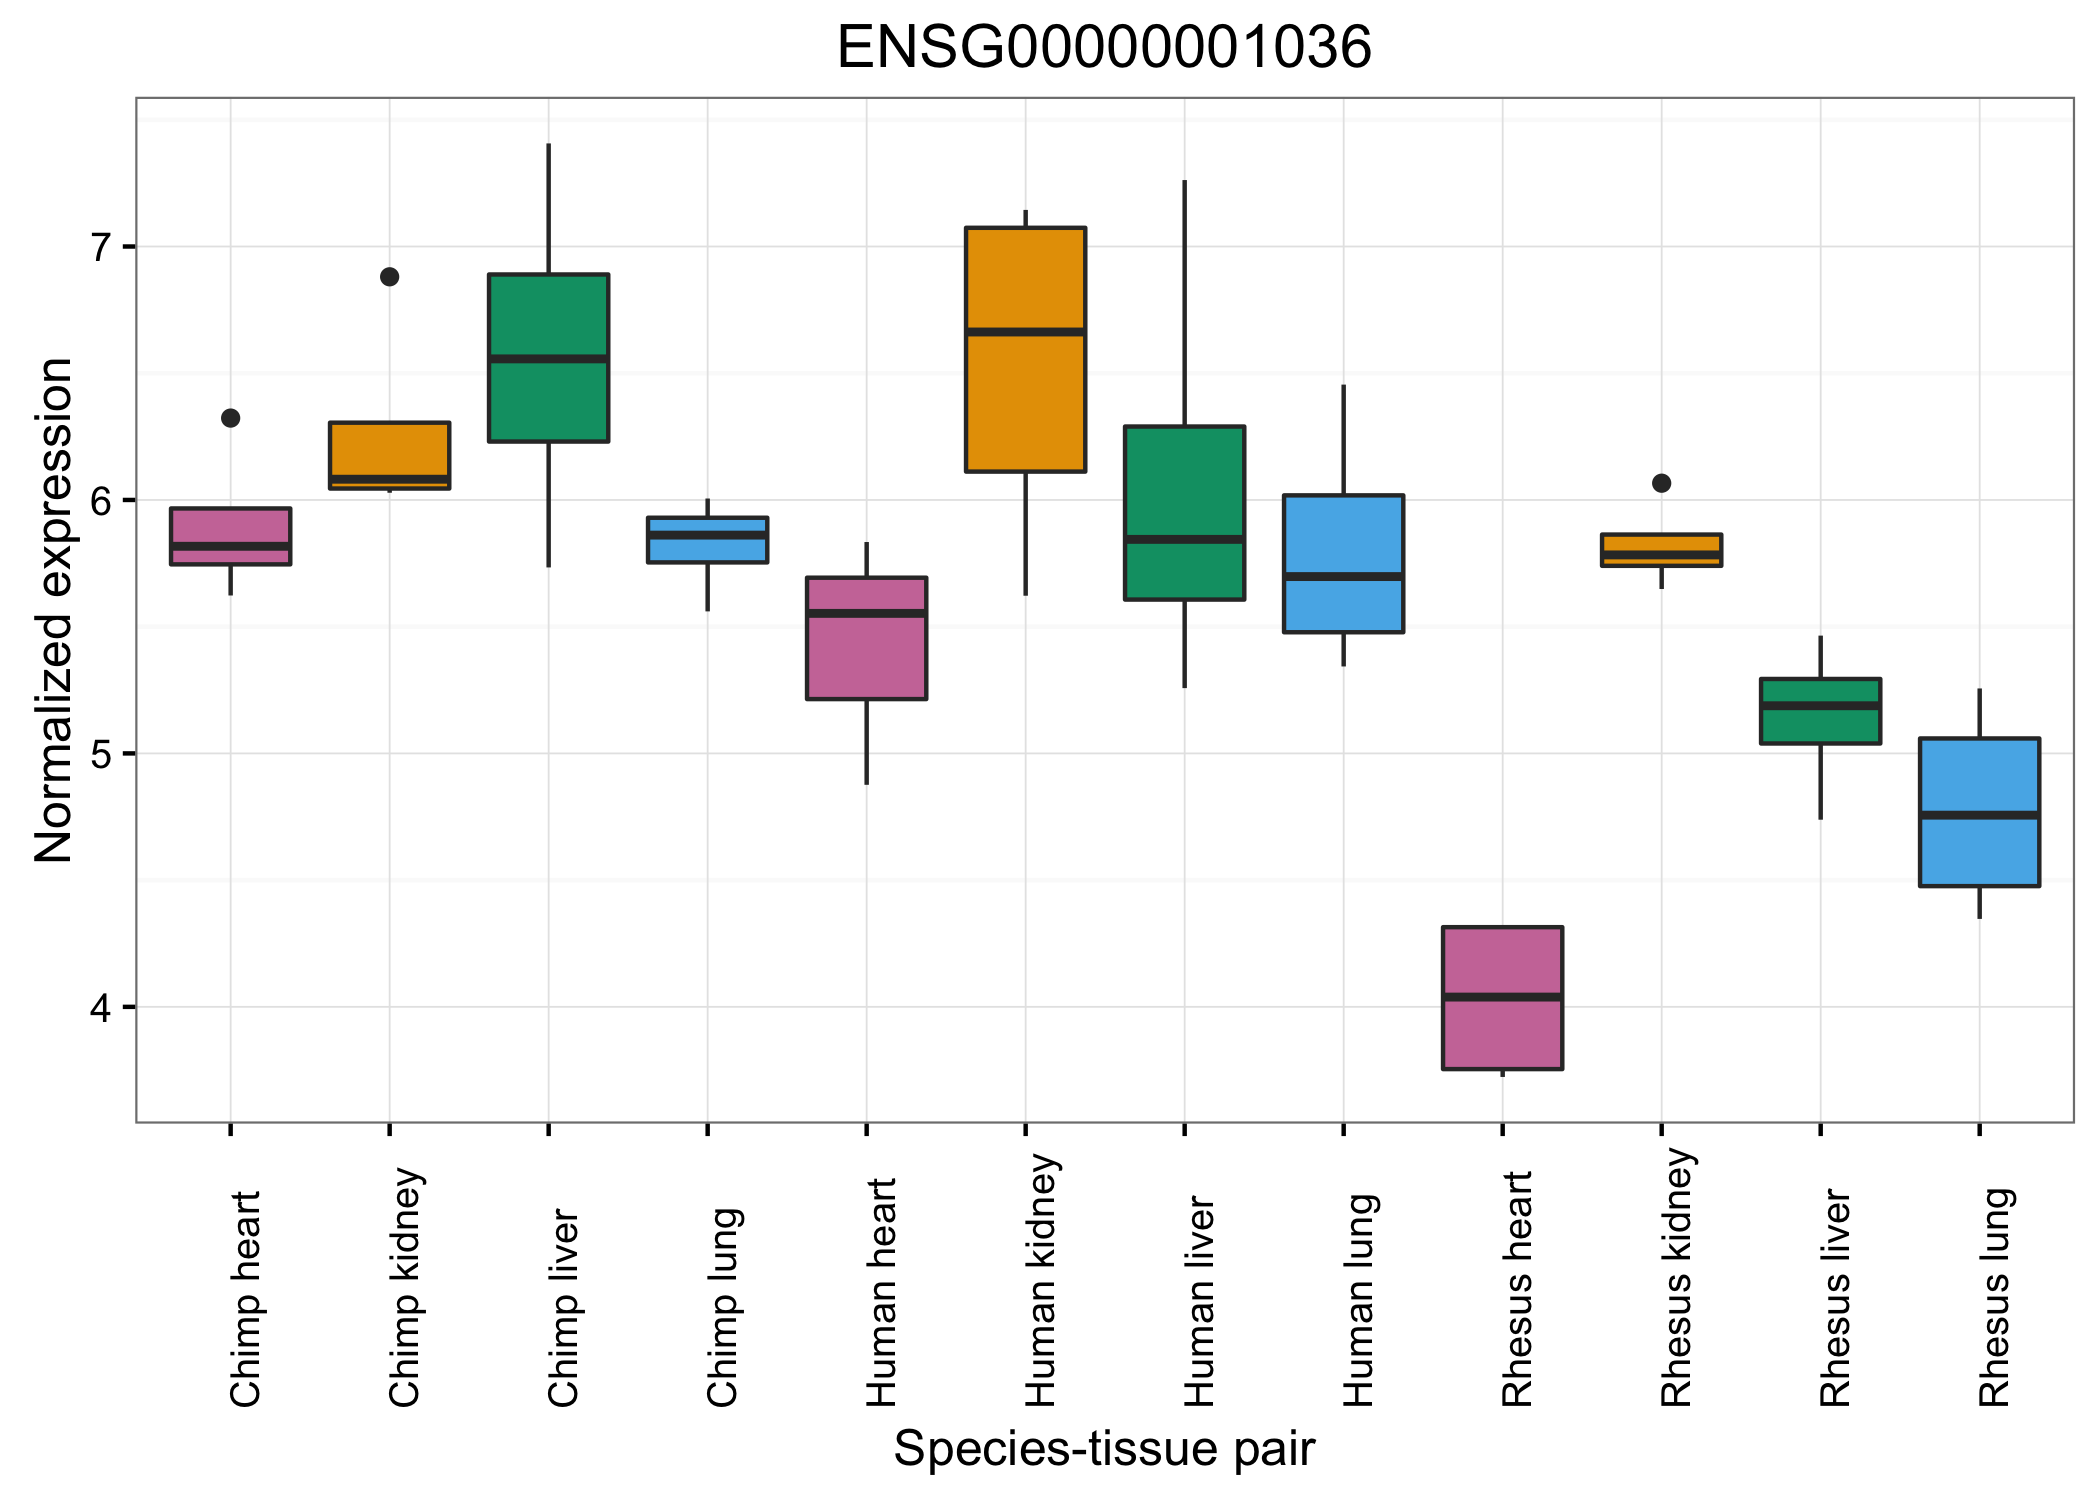 ENSG00000001036
Normalized expression
7
6
5
4
Chimp heart
Chimp kidney
Chimp liver
Chimp lung
Human heart
Human kidney
Human liver
Human lung
Rhesus heart
Rhesus kidney
Rhesus liver
Rhesus lung
Species-tissue pair